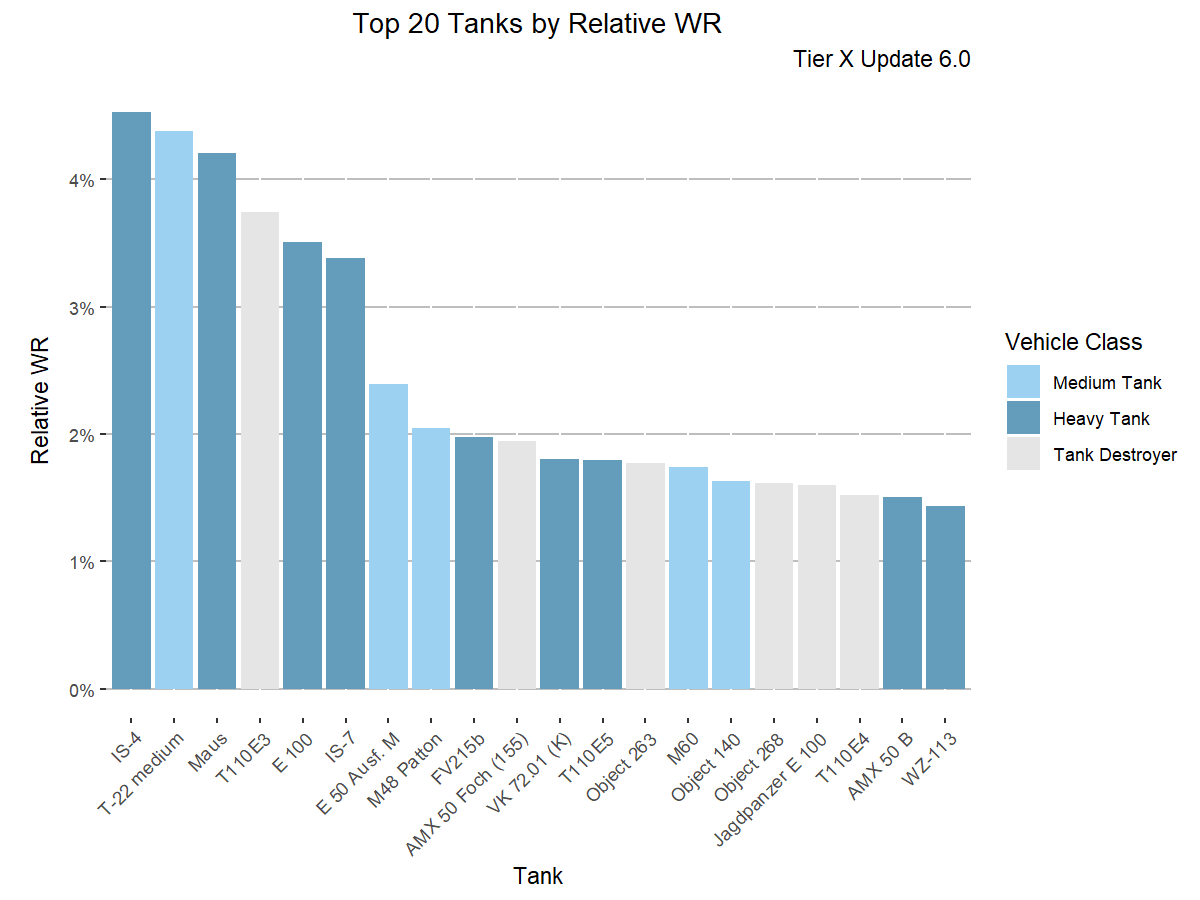 Top 20 Tanks by Relative WR
Tier X Update 6.0
Relative WR
4%
3%
2%
1%
0%
IS-4
T-22 medium
Maus
T110E3
E 100
IS-7
E 50 Ausf. M
M48 Patton
FV215b
AMX 50 Foch (155)
VK 72.01 (K)
T110E5
Object 263
M60
Object 140
Object 268
Jagdpanzer E 100
T110E4
AMX 50 B
WZ-113
Tank
Vehicle Class
Medium Tank
Heavy Tank
Tank Destroyer